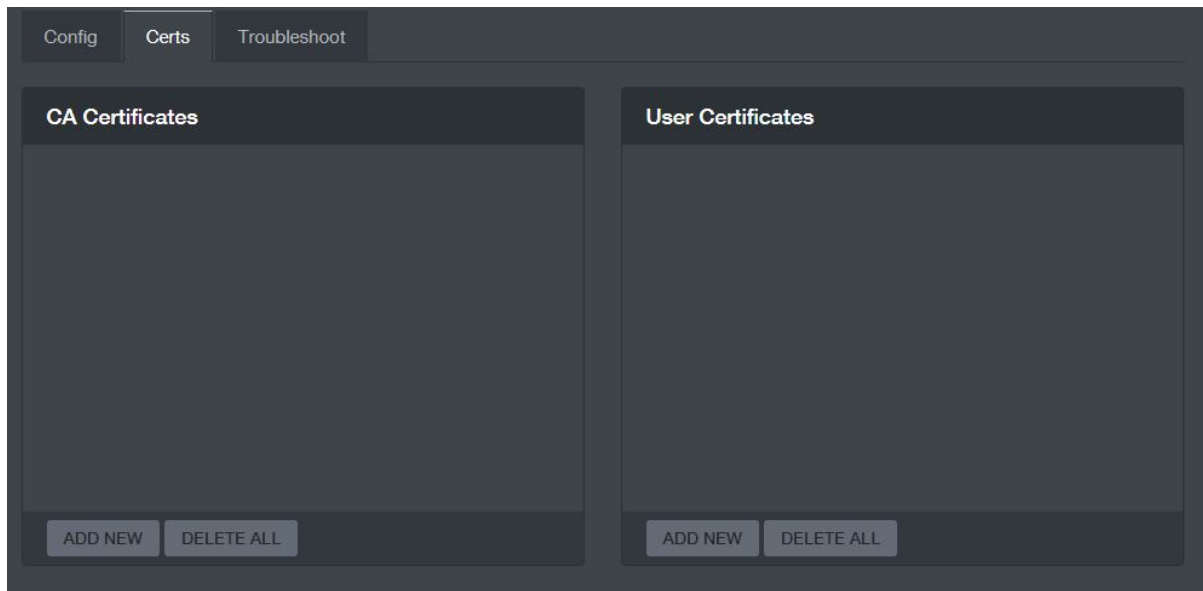 Config Certs Troubleshoot
CA Certificates
User Certificates
ADD NEW DELETE ALL
ADD NEW DELETE ALL